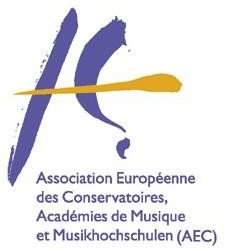 Association Européenne
des Conservatoires,
Académies de Musique
et Musikhochschulen (AEC)